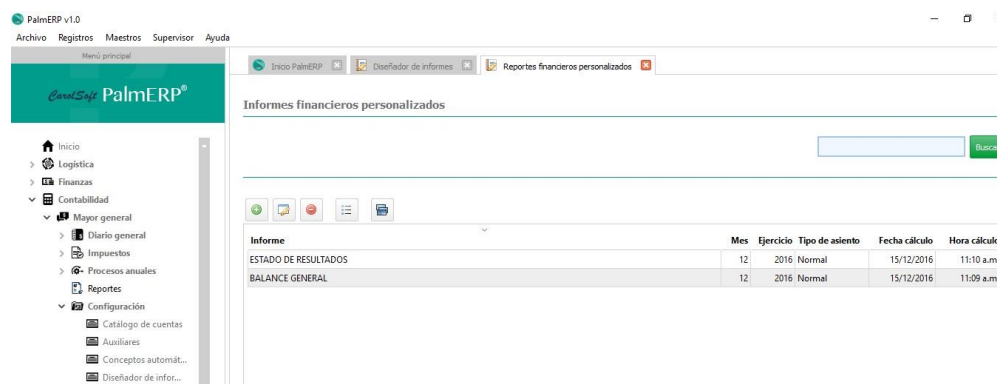 PalmERP v1.0
Archivo Registros Maestros Supervisor Ayuda
Menú principal
CarolSoft PalmERP®
Inicio
Logística
Finanzas
Contabilidad
Mayor general
Diario general
Impuestos
Procesos anuales
Reportes
Configuración
Catálogo de cuentas
Auxiliares
Conceptos automát...
Diseñador de infor...
Inicio PalmERP Diseñador de informes Reportes financieros personalizados
Informes financieros personalizados
Busca
Informe Mes Ejercicio Tipo de asiento Fecha cálculo Hora cálculo
ESTADO DE RESULTADOS 12 2016 Normal 15/12/2016 11:10 a.m
BALANCE GENERAL 12 2016 Normal 15/12/2016 11:09 a.m